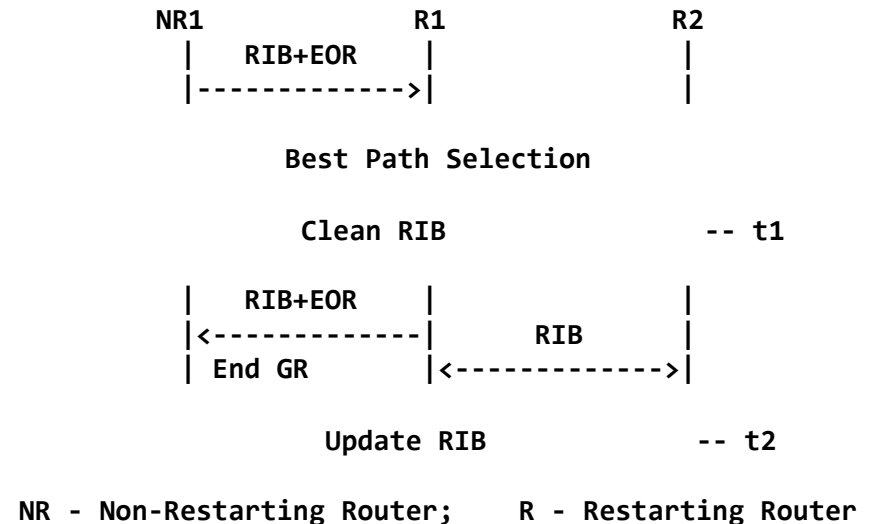 NR1 R1 R2
| RIB+EOR | |
|------------->| |
Best Path Selection
Clean RIB -- t1
| RIB+EOR | |
|<-------------| RIB |
| End GR |<------------->|
Update RIB -- t2
NR - Non-Restarting Router; R - Restarting Router